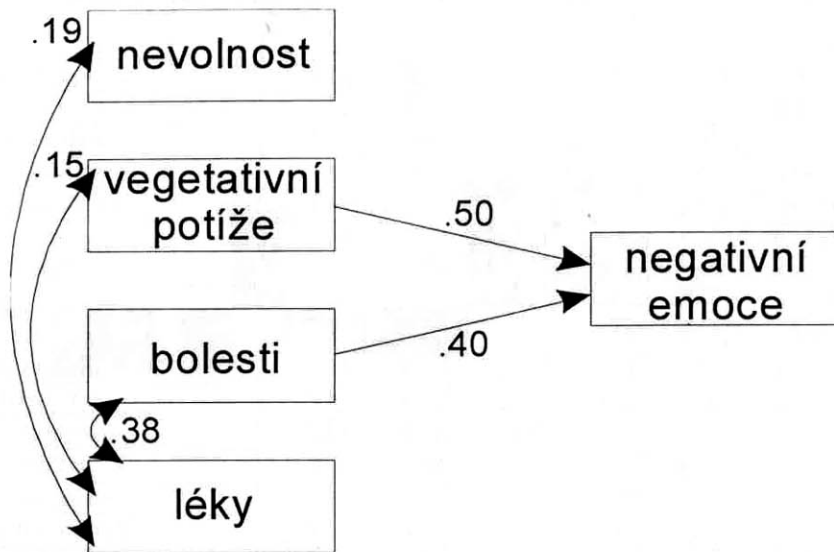 .19
nevolnost
.15
vegetativní
potíže
.50
negativní
emoce
bolesti
.40
.38
léky